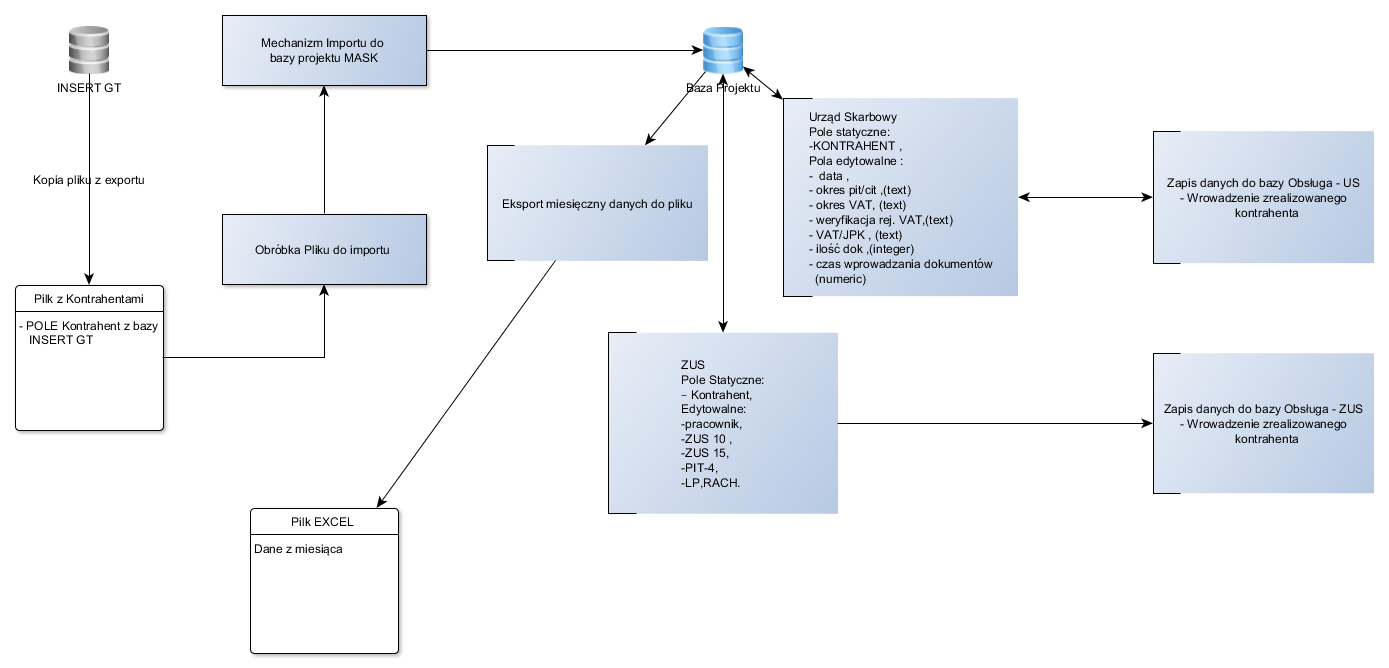 INSERT GT
Kopia pliku z exportu
Pilk z Kontrahentami
- POLE Kontrahent z bazy
INSERT GT
Obróbka Pliku do importu
Mechanizm Importu do
bazy projektu MASK
Baza Projektu
Eksport miesięczny danych do pliku
Pilk EXCEL
Dane z miesiąca
Urząd Skarbowy
Pole statyczne:
-KONTRAHENT ,
Pola edytowalne :
-  data ,
- okres pit/cit ,(text)
- okres VAT, (text)
- weryfikacja rej. VAT,(text)
- VAT/JPK , (text)
- ilość dok ,(integer)
- czas wprowadzania dokumentów
(numeric)
Zapis danych do bazy Obsługa - US
- Wrowadzenie zrealizowanego
kontrahenta
ZUS
Pole Statyczne:
– Kontrahent,
Edytowalne:
-pracownik,
-ZUS 10 ,
-ZUS 15,
-PIT-4,
-LP,RACH.
Zapis danych do bazy Obsługa - ZUS
- Wrowadzenie zrealizowanego
kontrahenta